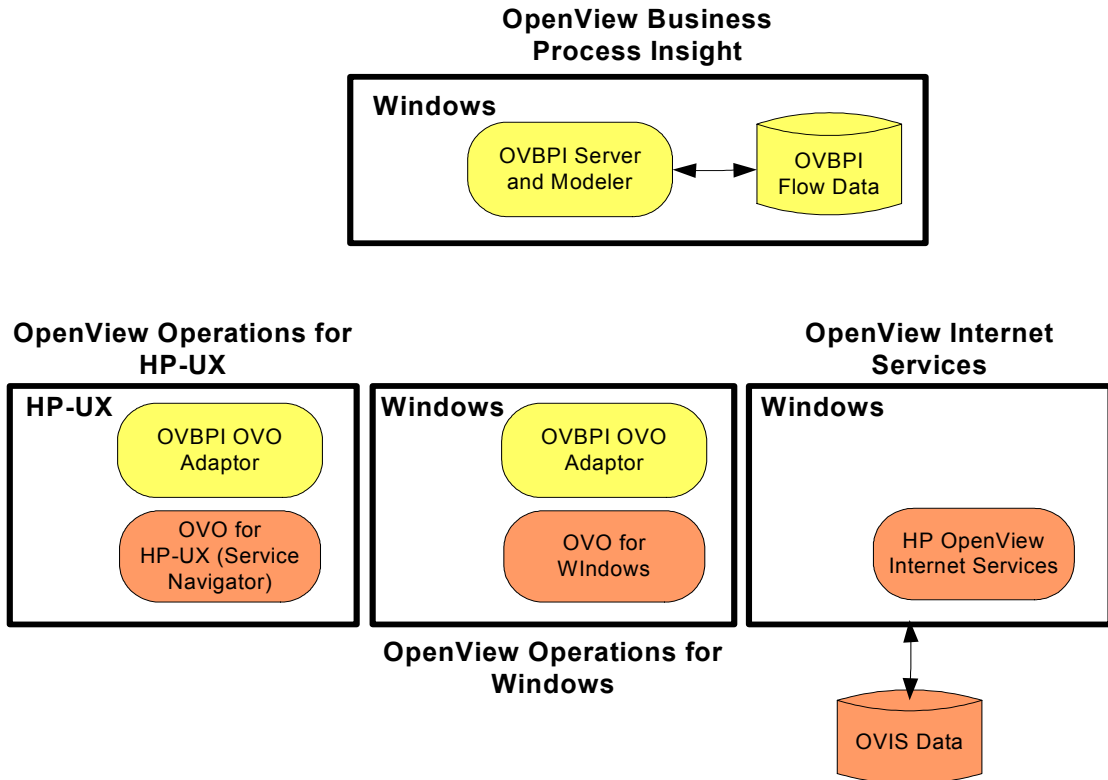 OpenView Business
Process Insight
Windows
OVBPI Server
and Modeler
OVBPI
Flow Data
OpenView Operations for
HP-UX
HP-UX
OVBPI OVO
Adaptor
OVO for
HP-UX (Service
Navigator)
Windows
OVBPI OVO
Adaptor
OVO for
WIndows
OpenView Operations for
Windows
OpenView Internet
Services
Windows
HP OpenView
Internet Services
OVIS Data